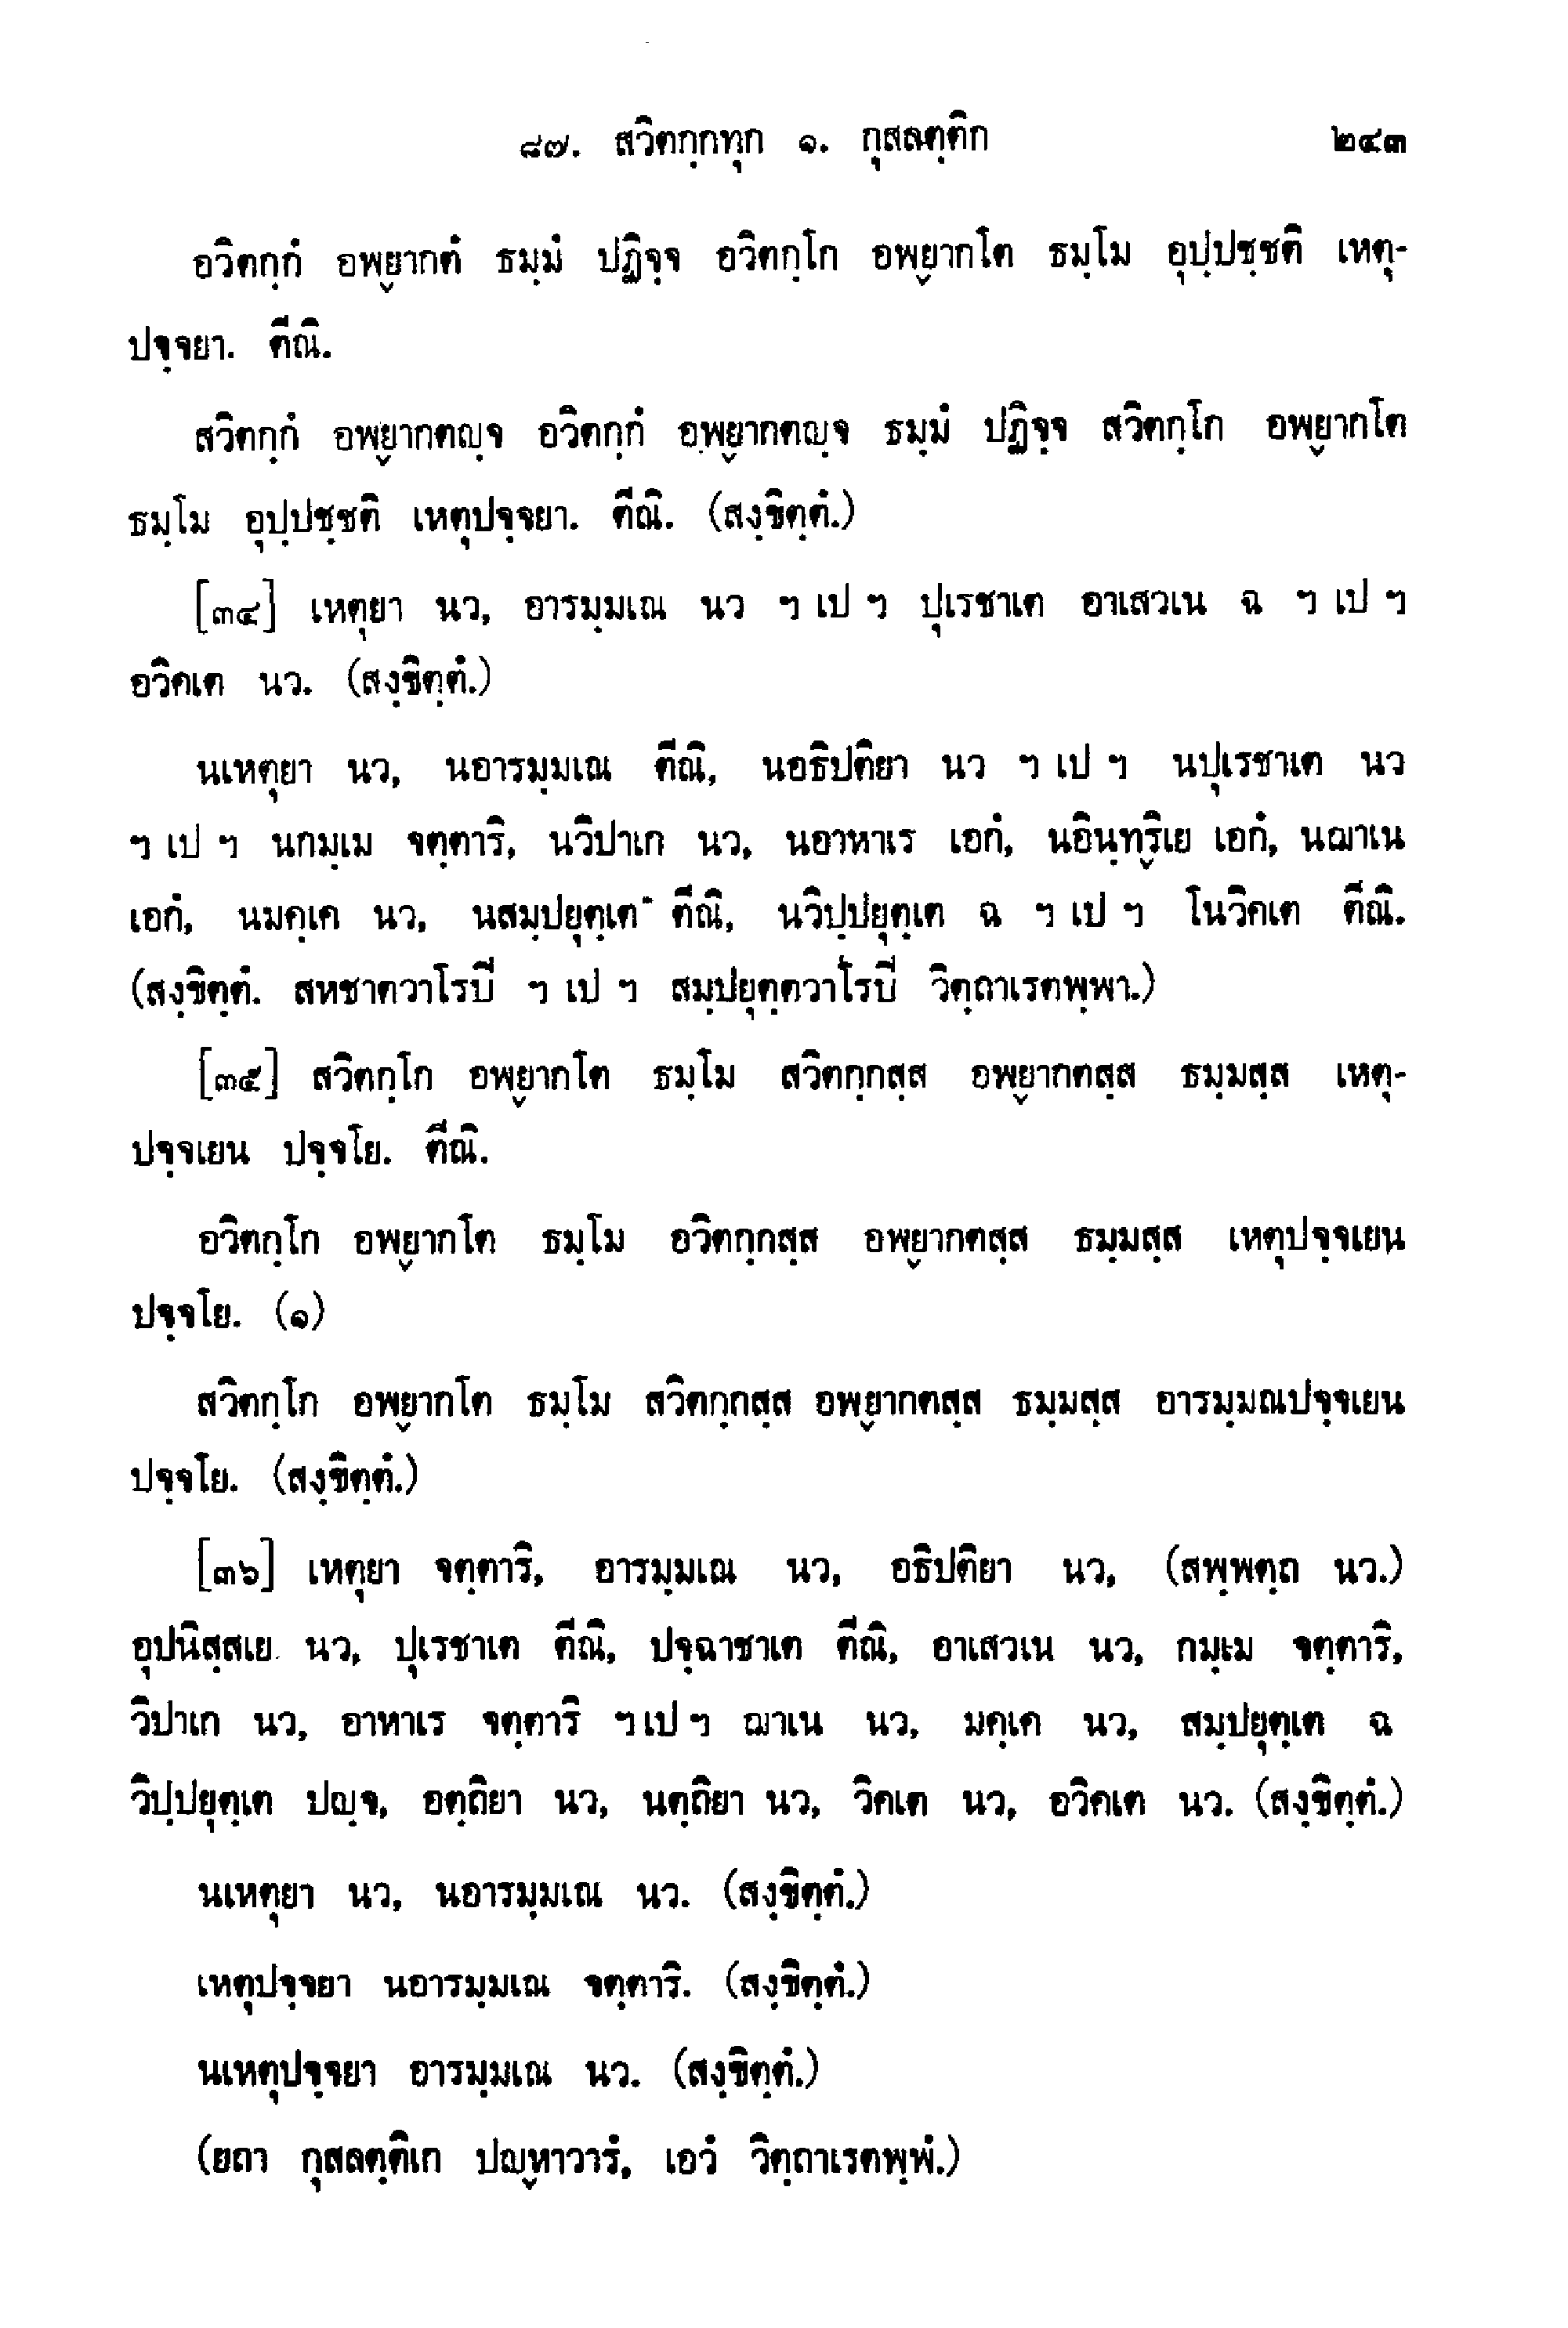 ๘๗. สวิตกฺกทุก ๑. กุสลตฺติก ๒๔๓
อวิตกฺกํ อพฺยากตํ ธมฺมํ ปฏิจฺจ อวิตกฺโก อพฺยากโต ธมฺโม อุปฺปชฺชติ เหตุ-
ปจฺจยา. ตีณิ.
สวิตกฺกํ อพฺยากตญฺจ อวิตกฺกํ อพฺยากตญฺจ ธมฺมํ ปฏิจฺจ สวิตกฺโก อพฺยากโต
ธมฺโม อุปฺปชฺชติ เหตุปจฺจยา. ตีณิ. (สงฺขิตฺตํ.)
[๓๔] เหตุยา นว, อารมฺมเณ นว ฯ เป ฯ ปุเรชาเต อาเสวเน ฉ ฯ เป ฯ
อวิคเต นว. (สงฺขิตฺตํ.)
นเหตุยา นว, นอารมฺมเณ ตีณิ, นอธิปติยา นว ฯ เป ฯ นปุเรชาเต นว
ฯ เป ฯ นกมฺเม จตฺตาริ, นวิปาเก นว, นอาหาเร เอกํ, นอินฺทฺริเย เอกํ, นฌาเน
เอกํ, นมคฺเค นว, นสมฺปยุตฺเต ตีณิ, นวิปฺปยุตฺเต ฉ ฯ เป ฯ โนวิคเต ตีณิ.
(สงฺขิตฺตํ. สหชาตวาโรปิ ฯ เป ฯ สมฺปยุตฺตวาโรปิ วิตฺถาเรตพฺพา.)
[๓๕] สวิตกฺโก อพฺยากโต ธมฺโม สวิตกฺกสฺส อพฺยากตสฺส ธมฺมสฺส เหตุ-
ปจฺจเยน ปจฺจโย. ตีณิ.
อวิตกฺโก อพฺยากโต ธมฺโม อวิตกฺกสฺส อพฺยากตสฺส ธมฺมสฺส เหตุปจฺจเยน
ปจฺจโย. (๑)
สวิตกฺโก อพฺยากโต ธมฺโม สวิตกฺกสฺส อพฺยากตสฺส ธมฺมสฺส อารมฺมณปจฺจเยน
ปจฺจโย. (สงฺขิตฺตํ.)
[๓๖] เหตุยา จตฺตาริ, อารมฺมเณ นว, อธิปติยา นว, (สพฺพตฺถ นว.)
อุปนิสฺสเย นว, ปุเรชาเต ตีณิ, ปจฺฉาชาเต ตีณิ, อาเสวเน นว, กมฺเม จตฺตาริ,
วิปาเก นว, อาหาเร จตฺตาริ ฯ เป ฯ ฌาเน นว, มคฺเค นว, สมฺปยุตฺเต ฉ
วิปฺปยุตฺเต ปญฺจ, อตฺถิยา นว, นตฺถิยา นว, วิคเต นว, อวิคเต นว. (สงฺขิตฺตํ.)
นเหตุยา นว, นอารมฺมเณ นว. (สงฺขิตฺตํ.)
เหตุปจฺจยา นอารมฺมเณ จตฺตาริ. (สงฺขิตฺตํ.)
นเหตุปจฺจยา อารมฺมเณ นว. (สงฺขิตฺตํ.)
(ยถา กุสลตฺติเก ปญฺหาวารํ, เอวํ วิตฺถาเรตพฺพํ.)